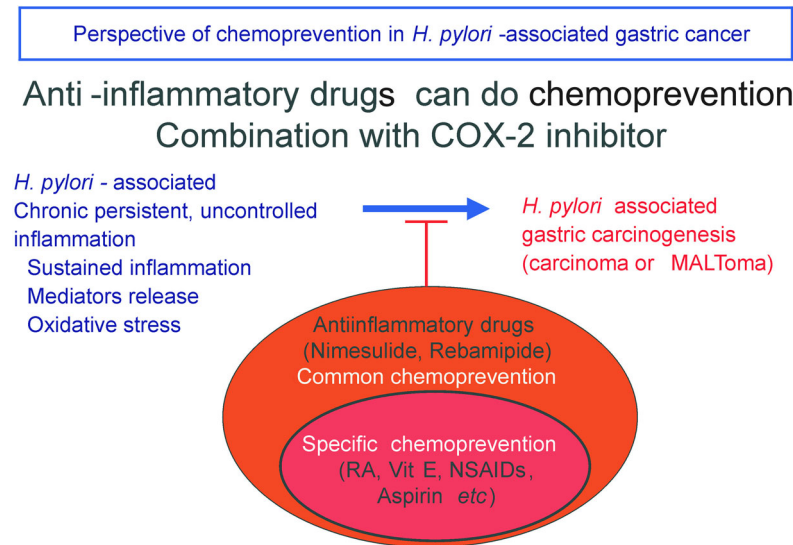 Perspective of chemoprevention in H. pylori -associated gastric cancer
Anti -inflammatory drugs can do chemoprevention
Combination with COX-2 inhibitor
H. pylori - associated
Chronic persistent, uncontrolled
inflammation
Sustained inflammation
Mediators release
Oxidative stress
H. pylori associated
gastric carcinogenesis
(carcinoma or MALToma)
Antiinflammatory drugs
(Nimesulide, Rebamipide)
Common chemoprevention
Specific chemoprevention
(RA, Vit E, NSAIDs,
Aspirin etc)